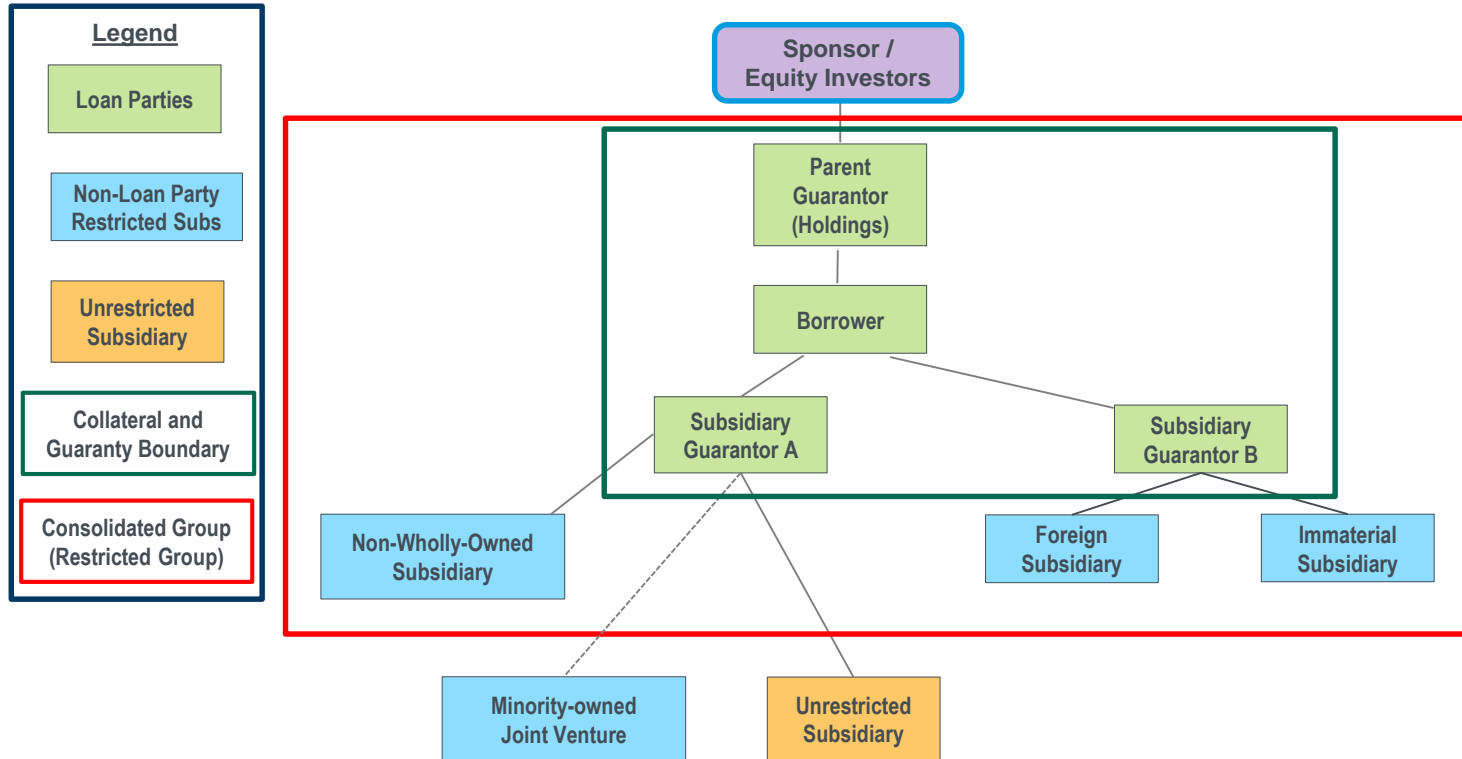 Legend
Loan Parties
Non-Loan Party
Restricted Subs
Unrestricted
Subsidiary
Collateral and
Guaranty Boundary
Consolidated Group
(Restricted Group)
Sponsor /
Equity Investors
Parent
Guarantor
(Holdings)
Borrower
Subsidiary
Guarantor A
Subsidiary
Guarantor B
Non-Wholly-Owned
Subsidiary
Foreign
Subsidiary
Immaterial
Subsidiary
Minority-owned
Joint Venture
Unrestricted
Subsidiary